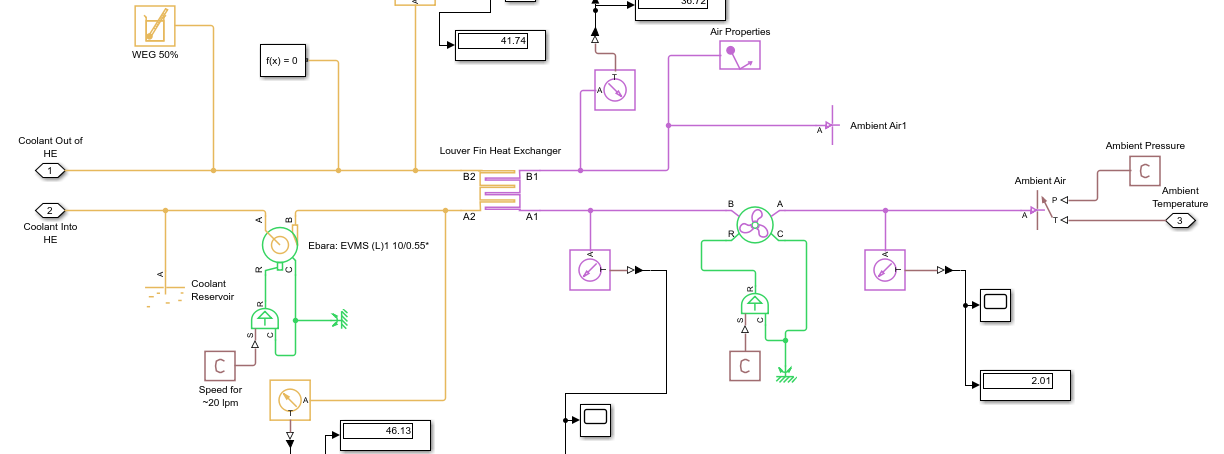 A
36.72
WEG 50%
f(x) = 0
41.74
Air Properties
T
A
A
Ambient Air1
Coolant Out of
HE
1
Louver Fin Heat Exchanger
B2
B1
Ambient Pressure
C
Ambient Air
P
Ambient
Temperature
A
T
3
2
Coolant Into
HE
A
B
A2
A1
B
A
R
C
Ebara: EVMS (L)1 10/0.55*
A
T
A
T
A
R
C
Coolant
Reservoir
R
S
C
R
S
C
C
Speed for
~20 lpm
C
2.01
A
T
46.13